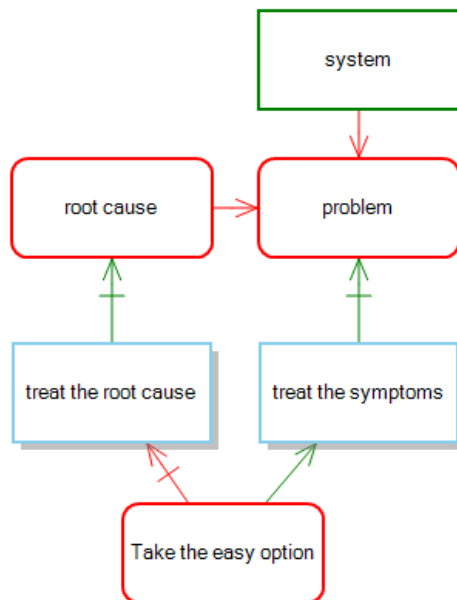 system
root cause
problem
treat the root cause
treat the symptoms
Take the easy option